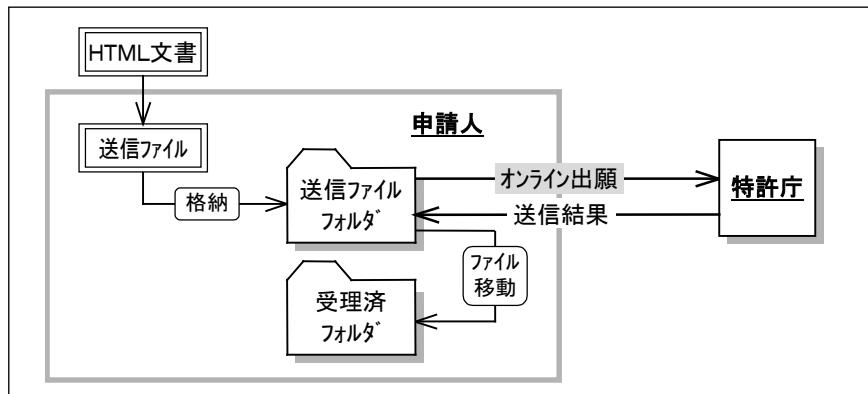 HTML文書
申請人
送信ファイル
格納
送信ファイル
フォルダ
オンライン出願
送信結果
特許庁
ファイル
移動
受理済
フォルダ